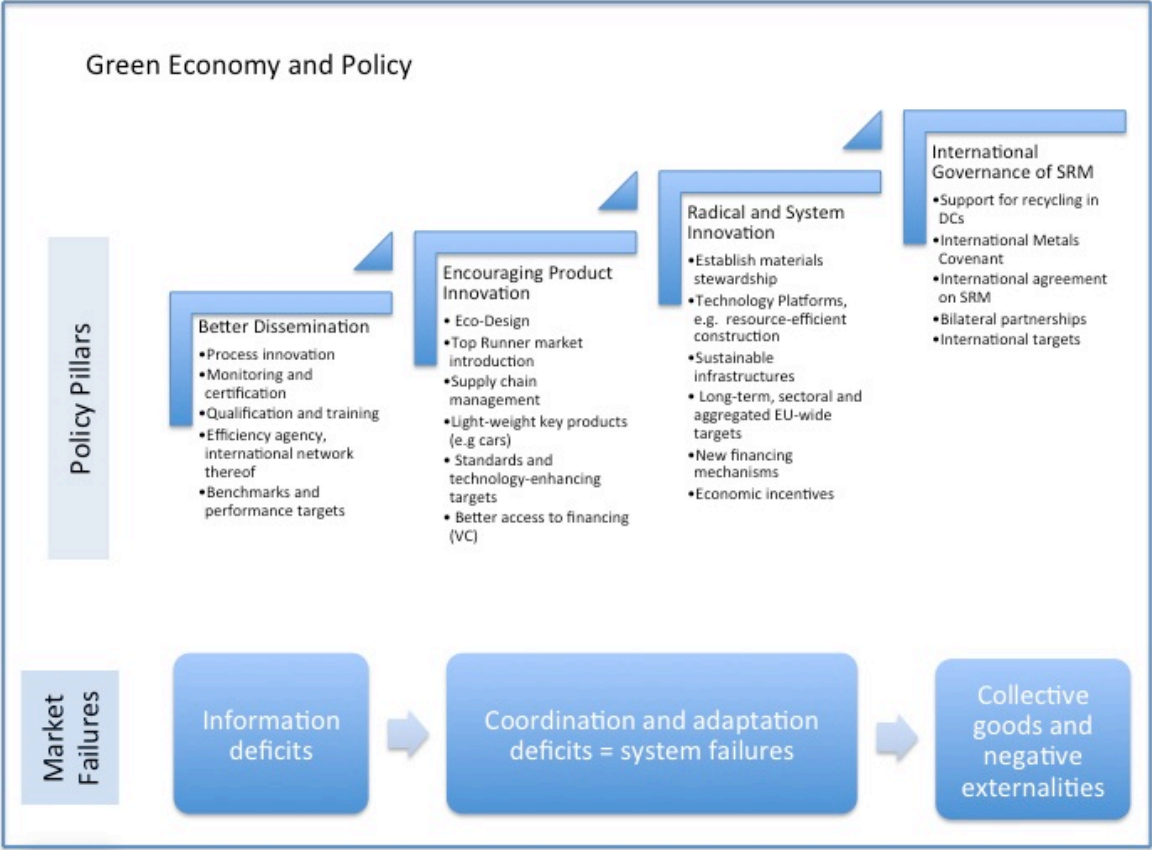 Green Economy and Policy
Policy Pillars
Better Dissemination
•Process innovation
•Monitoring and
certification
•Qualification and training
•Efficiency agency,
international network
thereof
•Benchmarks and
performance targets
Encouraging Product
Innovation
• Eco-Design
•Top Runner market
introduction
•Supply chain
management
•Light-weight key products
(e.g cars)
• Standards and
technology-enhancing
targets
• Better access to financing
(VC)
Radical and System
Innovation
•Establish materials
stewardship
•Technology Platforms,
e.g. resource-efficient
construction
•Sustainable
infrastructures
• Long-term, sectoral and
aggregated EU-wide
targets
•New financing
mechanisms
•Economic incentives
International
Governance of SRM
•Support for recycling in
DCs
•International Metals
Covenant
•International agreement
on SRM
•Bilateral partnerships
•International targets
Market
Failures
Information
deficits
Coordination and adaptation
deficits = system failures
Collective
goods and
negative
externalities